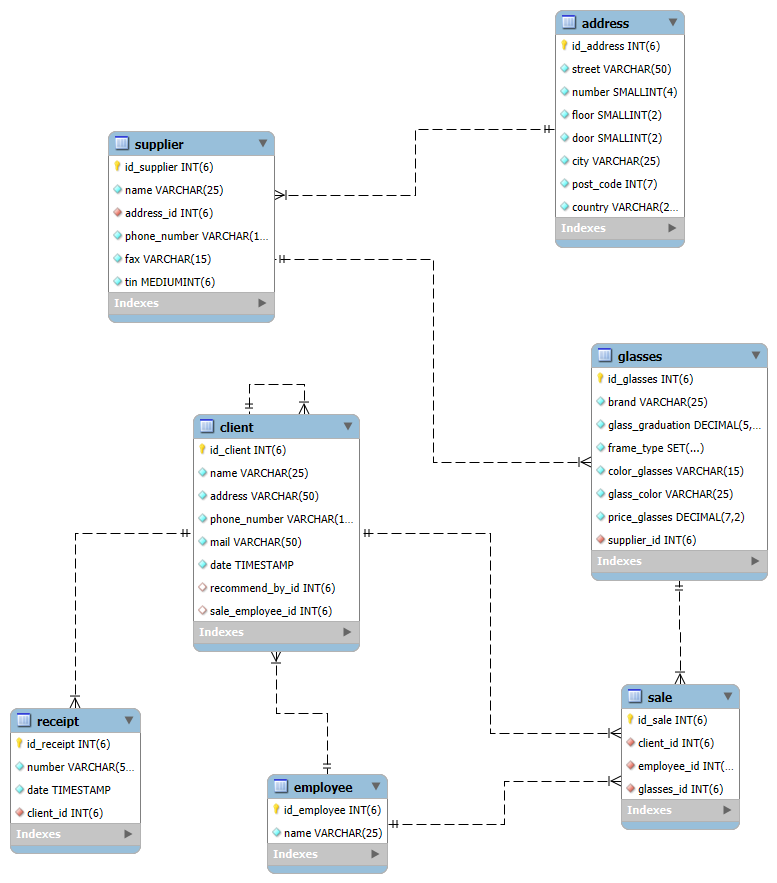 address
id_address INT(6)
street VARCHAR(50)
number SMALLINT(4)
floor SMALLINT(2)
door SMALLINT(2)
city VARCHAR(25)
post_code INT(7)
country VARCHAR(2...
Indexes
supplier
id_supplier INT(6)
name VARCHAR(25)
address_id INT(6)
phone_number VARCHAR(1...
fax VARCHAR(15)
tin MEDIUMINT(6)
Indexes
glasses
id_glasses INT(6)
brand VARCHAR(25)
glass_graduation DECIMAL(5,...
frame_type SET(...)
color_glasses VARCHAR(15)
glass_color VARCHAR(25)
price_glasses DECIMAL(7,2)
supplier_id INT(6)
Indexes
client
id_client INT(6)
name VARCHAR(25)
address VARCHAR(50)
phone_number VARCHAR(1...
mail VARCHAR(50)
date TIMESTAMP
recommend_by_id INT(6)
sale_employee_id INT(6)
Indexes
receipt
id_receipt INT(6)
number VARCHAR(5...
date TIMESTAMP
client_id INT(6)
Indexes
employee
id_employee INT(6)
name VARCHAR(25)
Indexes
sale
id_sale INT(6)
client_id INT(6)
employee_id INT(...
glasses_id INT(6)
Indexes